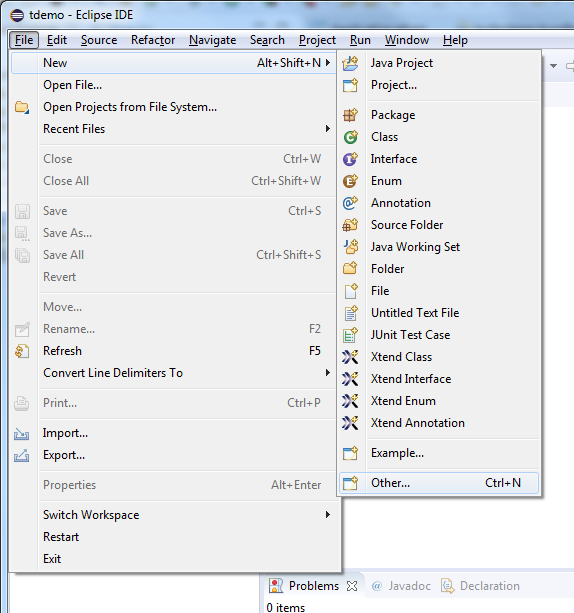 tdemo - Eclipse IDE
File Edit Source Refactor Navigate Search Project Run Window Help
New Alt+Shift+N
Open File...
Open Projects from File System...
Recent Files
Close Ctrl+W
Close All Ctrl+Shift+W
Save Ctrl+S
Save As...
Save All Ctrl+Shift+S
Revert
Move...
Rename... F2
Refresh F5
Convert Line Delimiters To
Print... Ctrl+P
Import...
Export...
Properties Alt+Enter
Switch Workspace
Restart
Exit
Java Project
Project...
Package
Class
Interface
Enum
Annotation
Source Folder
Java Working Set
Folder
File
Untitled Text File
JUnit Test Case
Xtend Class
Xtend Interface
Xtend Enum
Xtend Annotation
Example...
Other... Ctrl+N
Problems @ Javadoc Declaration
0 items